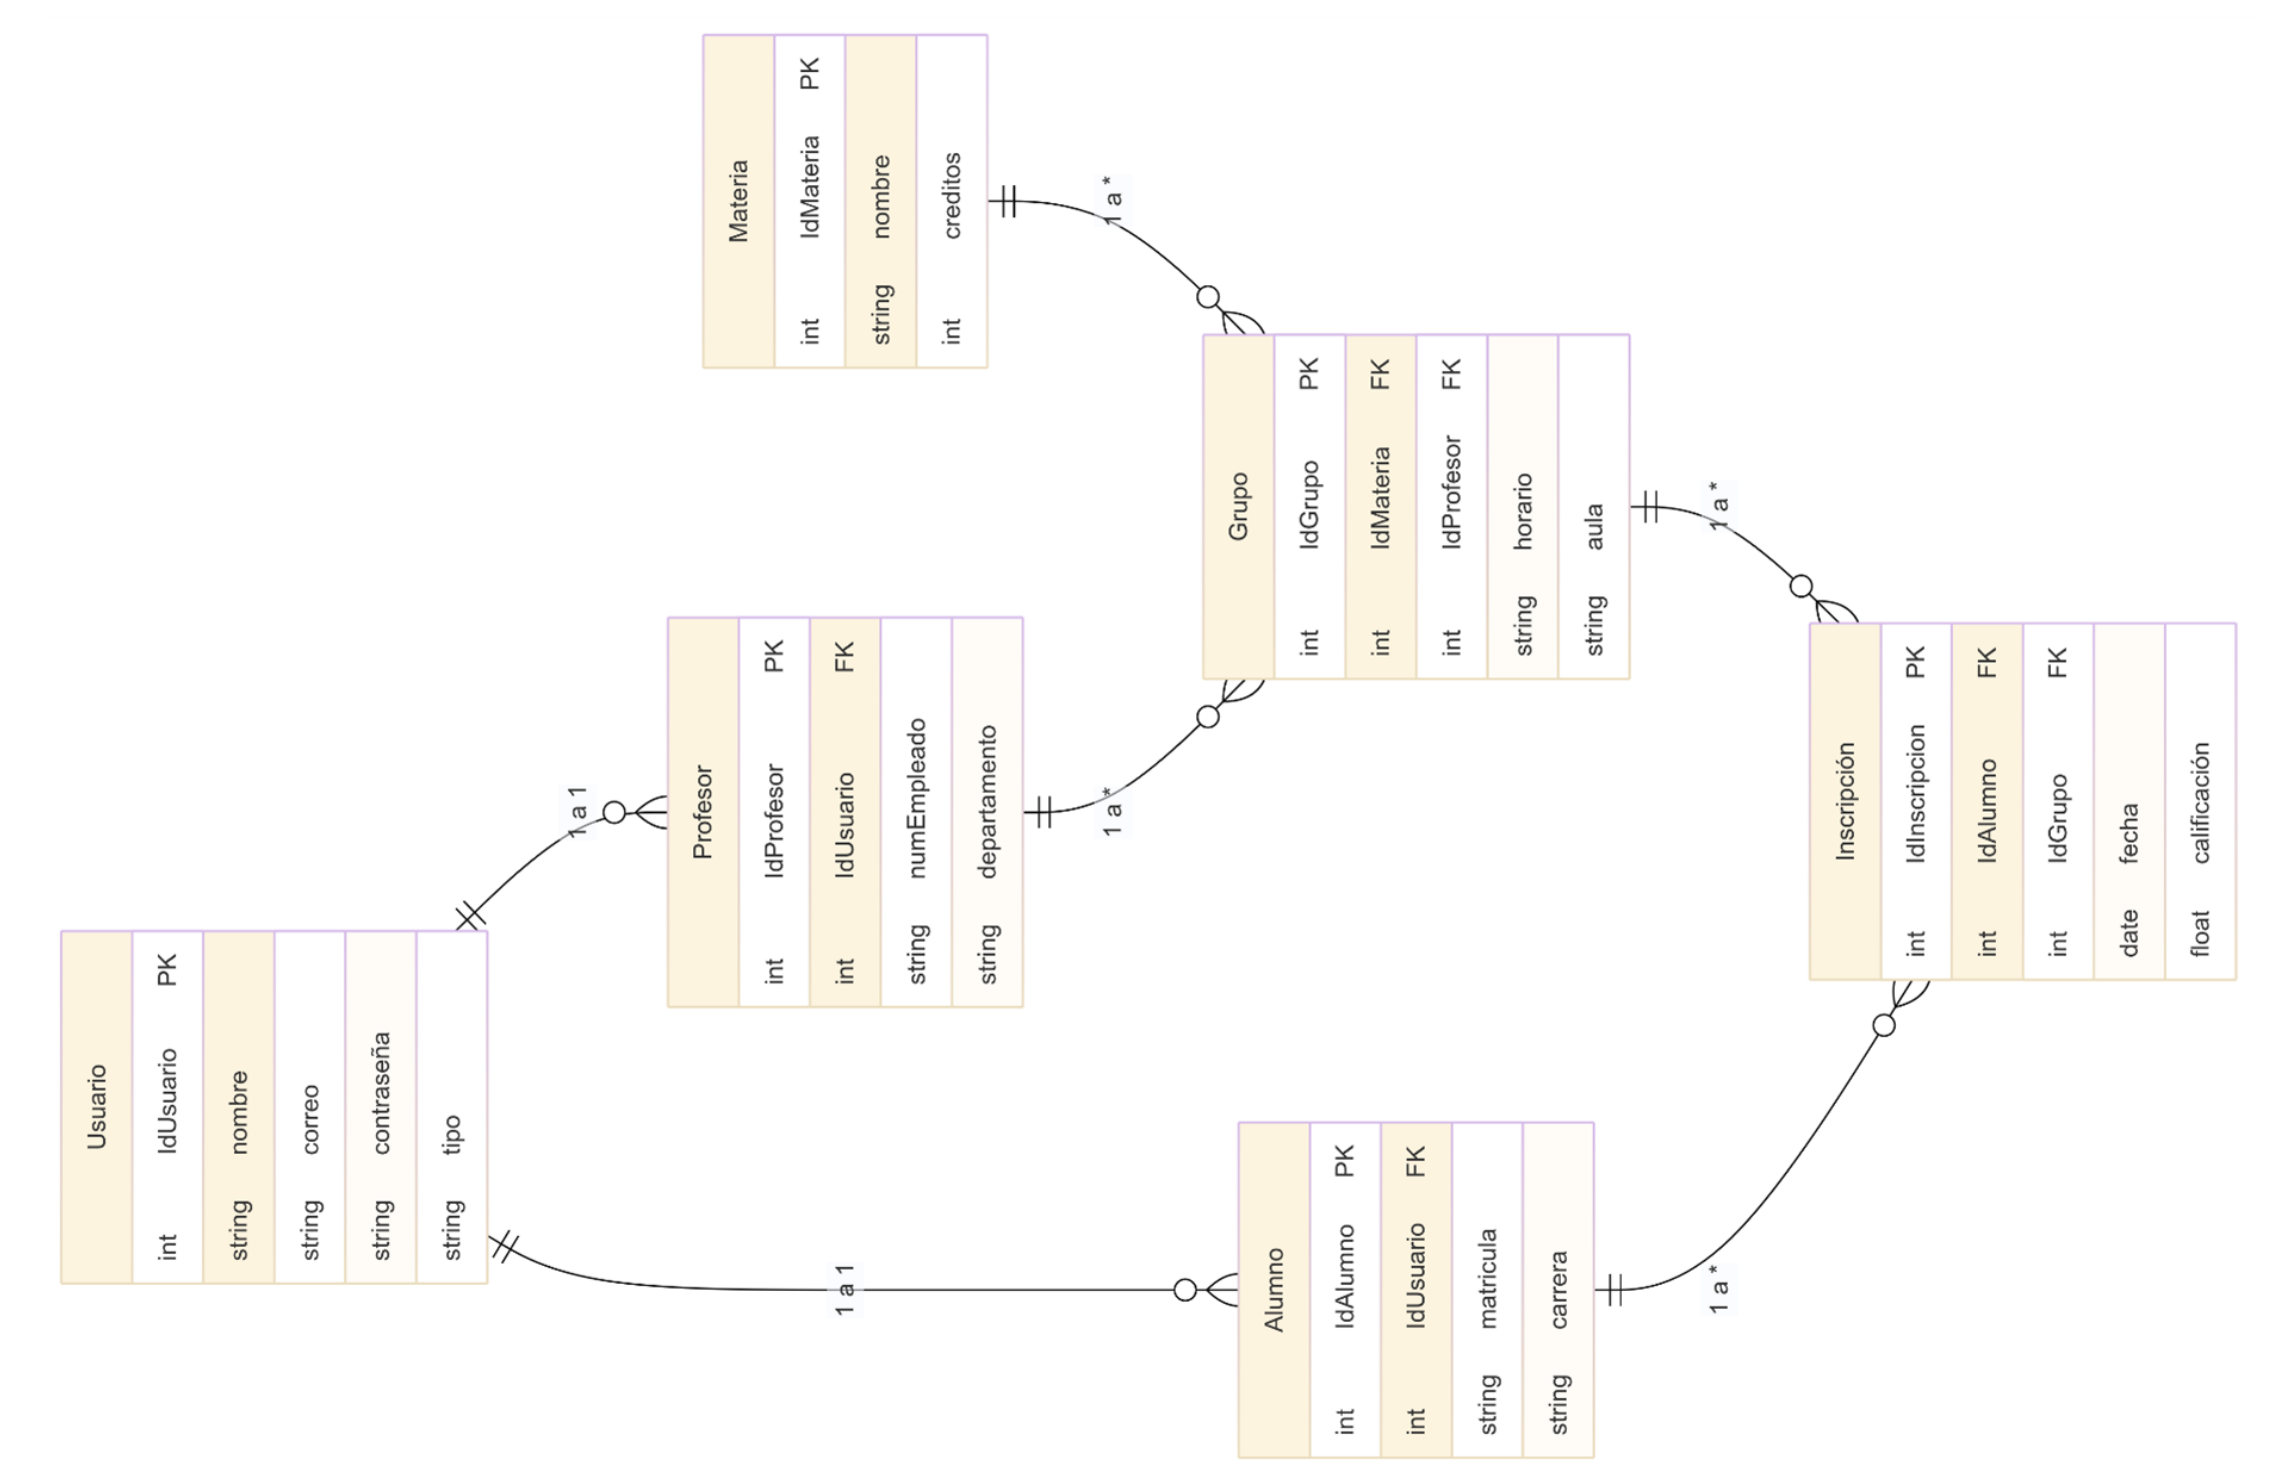 Usuario
int IdUsuario PK
string nombre
string correo
string contraseña
string tipo
1 a 1
1 a 1
Profesor
int IdProfesor PK
int IdUsuario FK
string numEmpleado
string departamento
Materia
int IdMateria PK
string nombre
int creditos
1 a *
1 a *
Alumno
int IdAlumno PK
int IdUsuario FK
string matricula
string carrera
Grupo
int IdGrupo PK
int IdMateria FK
int IdProfesor FK
string horario
string aula
1 a *
1 a *
Inscripción
int IdInscripcion PK
int IdAlumno FK
int IdGrupo FK
date fecha
float calificación